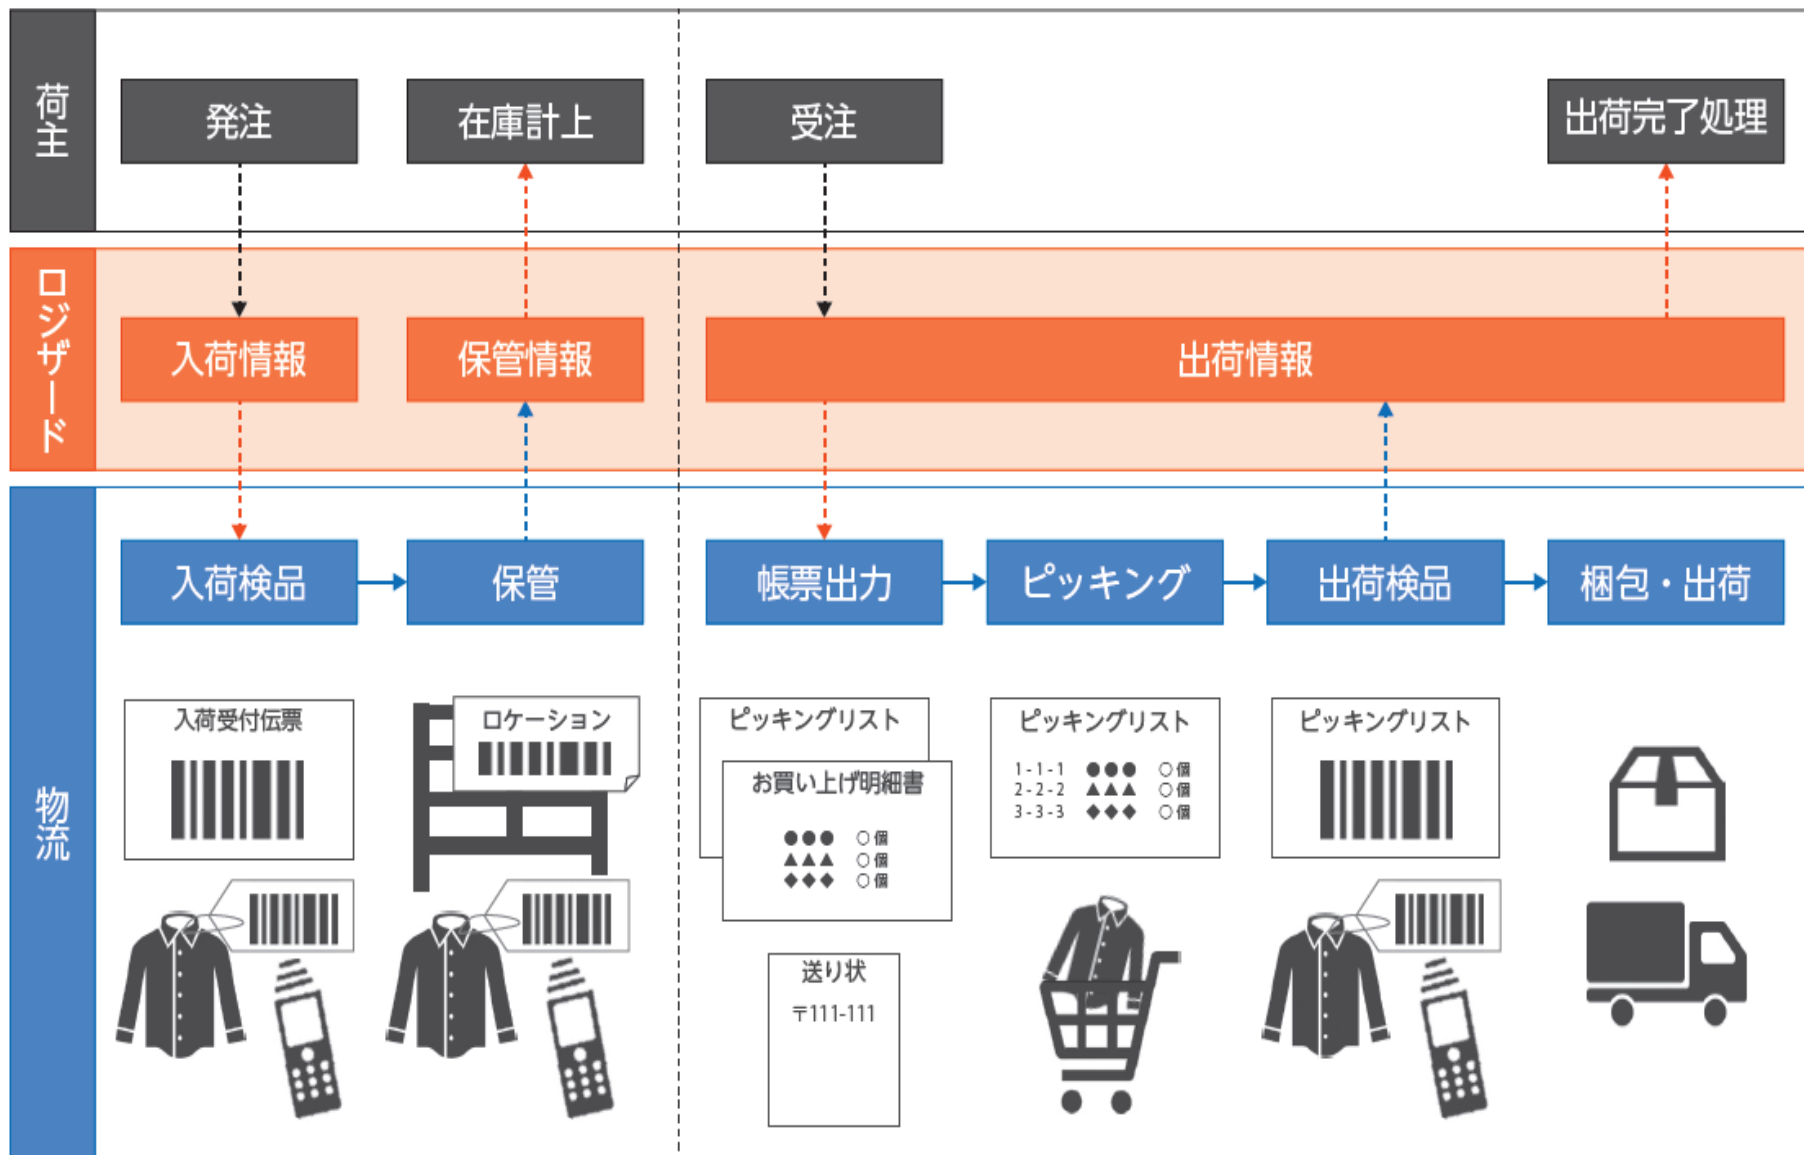 荷主
発注
在庫計上
受注
出荷完了処理
ロジザード
入荷情報
保管情報
出荷情報
物流
入荷検品
保管
帳票出力
ピッキング
出荷検品
梱包・出荷
入荷受付伝票
ロケーション
ピッキングリスト
お買い上げ明細書
●●● ○個
▲▲▲ ○個
◆◆◆ ○個
送り状
〒111-111
ピッキングリスト
1-1-1 ●●● ○個
2-2-2 ▲▲▲ ○個
3-3-3 ◆◆◆ ○個
ピッキングリスト